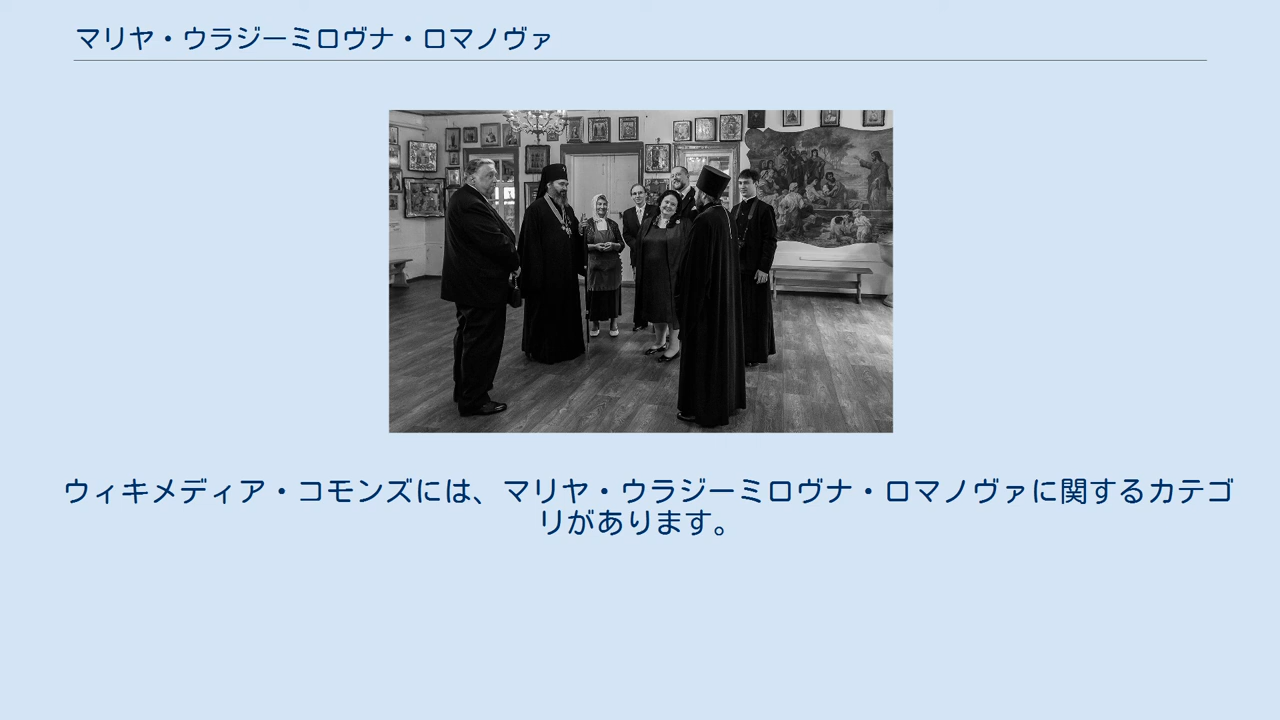 マリヤ・ウラジーミロヴナ・ロマノヴァ
ウィキメディア・コモンズには、マリヤ・ウラジーミロヴナ・ロマノヴァに関するカテゴ
リがあります。